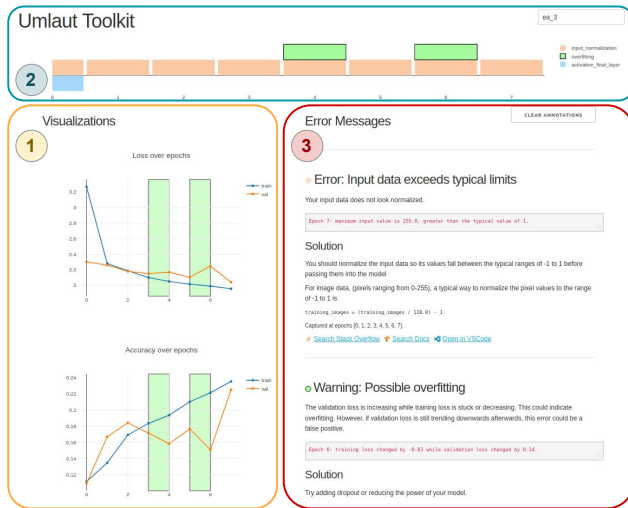 Umlaut Toolkit
ea_3
input_normalization
overfitting
activation_final_layer
2
0 1 2 3 4 5 6 7
Visualizations
1
Loss over epochs
train
val
3.2
3
2.8
2.6
2.4
2.2
2
0 2 4 6
Accuracy over epochs
train
val
0.24
0.22
0.2
0.18
0.16
0.14
0.12
0 2 4 6
Error Messages
CLEAR ANNOTATIONS
3
Error: Input data exceeds typical limits
Your input data does not look normalized.
Epoch 7: maximum input value is 255.0, greater than the typical value of 1.
Solution
You should normalize the input data so its values fall between the typical ranges of -1 to 1 before
passing them into the model
For image data, (pixels ranging from 0-255), a typical way to normalize the pixel values to the range
of -1 to 1 is
training_images = (training_images / 128.0) - 1
Captured at epochs [0, 1, 2, 3, 4, 5, 6, 7].
Search Stack Overflow Search Docs Open in VSCode
Warning: Possible overfitting
The validation loss is increasing while training loss is stuck or decreasing. This could indicate
overfitting. However, if validation loss is still trending downwards afterwards, this error could be a
false positive.
Epoch 6: training loss changed by -0.03 while validation loss changed by 0.14.
Solution
Try adding dropout or reducing the power of your model.